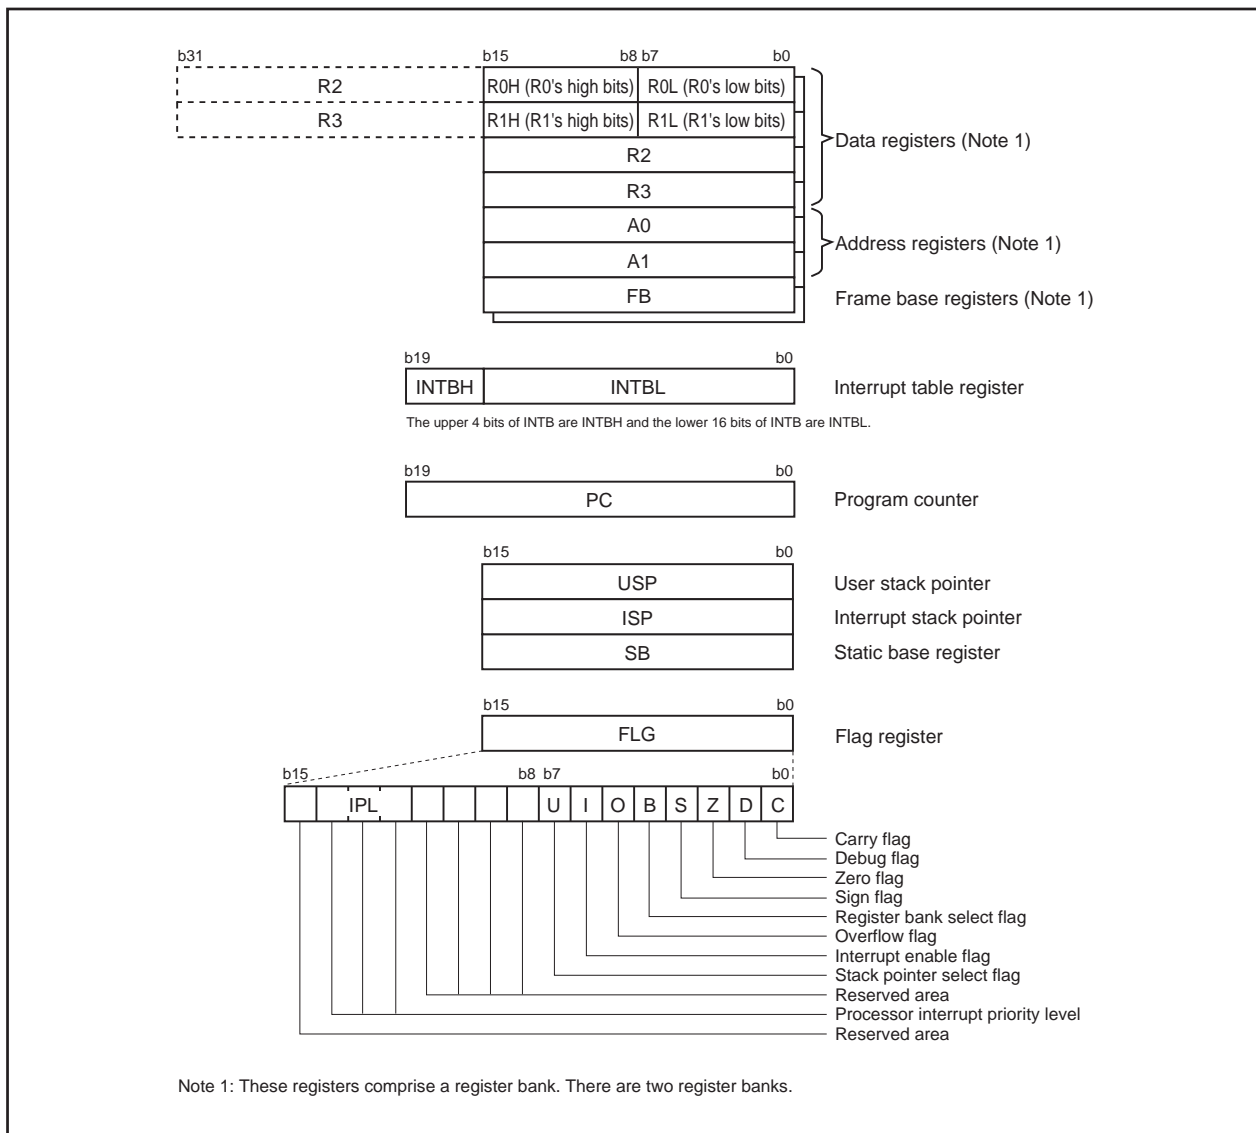 b31 b15 b8 b7 b0
R2 R0H (R0's high bits) R0L (R0's low bits)
R3 R1H (R1's high bits) R1L (R1's low bits)
Data registers (Note 1)
R2
R3
A0
Address registers (Note 1)
A1
FB Frame base registers (Note 1)
b19 b0
INTBH INTBL Interrupt table register
The upper 4 bits of INTB are INTBH and the lower 16 bits of INTB are INTBL.
b19 b0
PC Program counter
b15 b0
USP User stack pointer
ISP Interrupt stack pointer
SB Static base register
b15 b0
FLG Flag register
b15 b8 b7 b0
IPL U I O B S Z D C
Carry flag
Debug flag
Zero flag
Sign flag
Register bank select flag
Overflow flag
Interrupt enable flag
Stack pointer select flag
Reserved area
Processor interrupt priority level
Reserved area
Note 1: These registers comprise a register bank. There are two register banks.